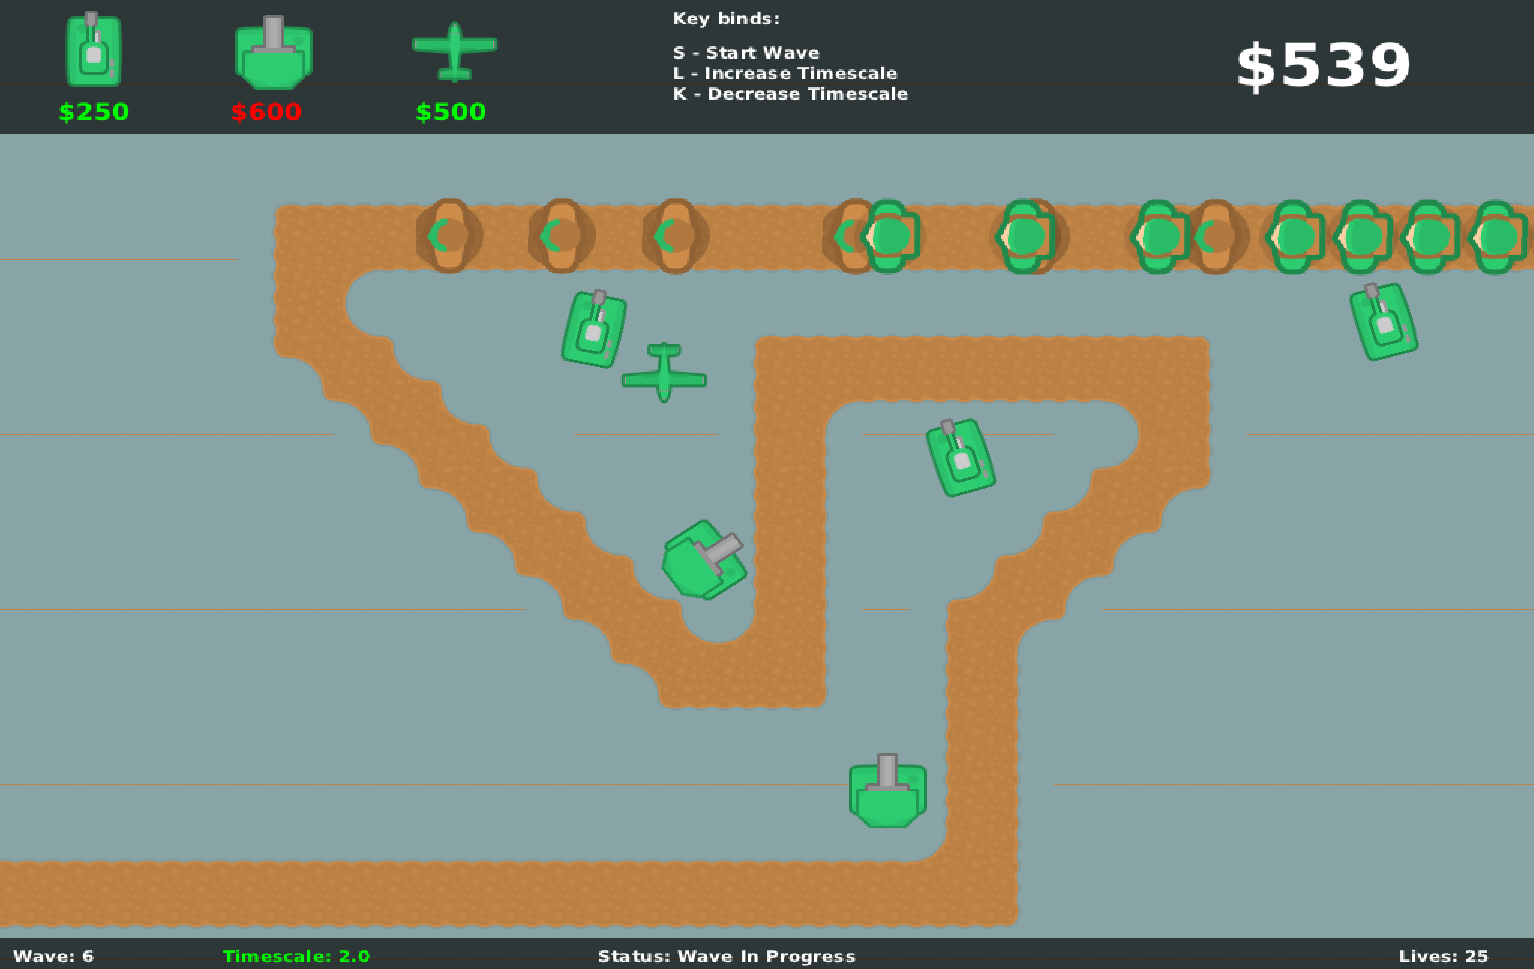 $250
$600
$500
Key binds:
S - Start Wave
L - Increase Timescale
K - Decrease Timescale
$539
Wave: 6
Timescale: 2.0
Status: Wave In Progress
Lives: 25